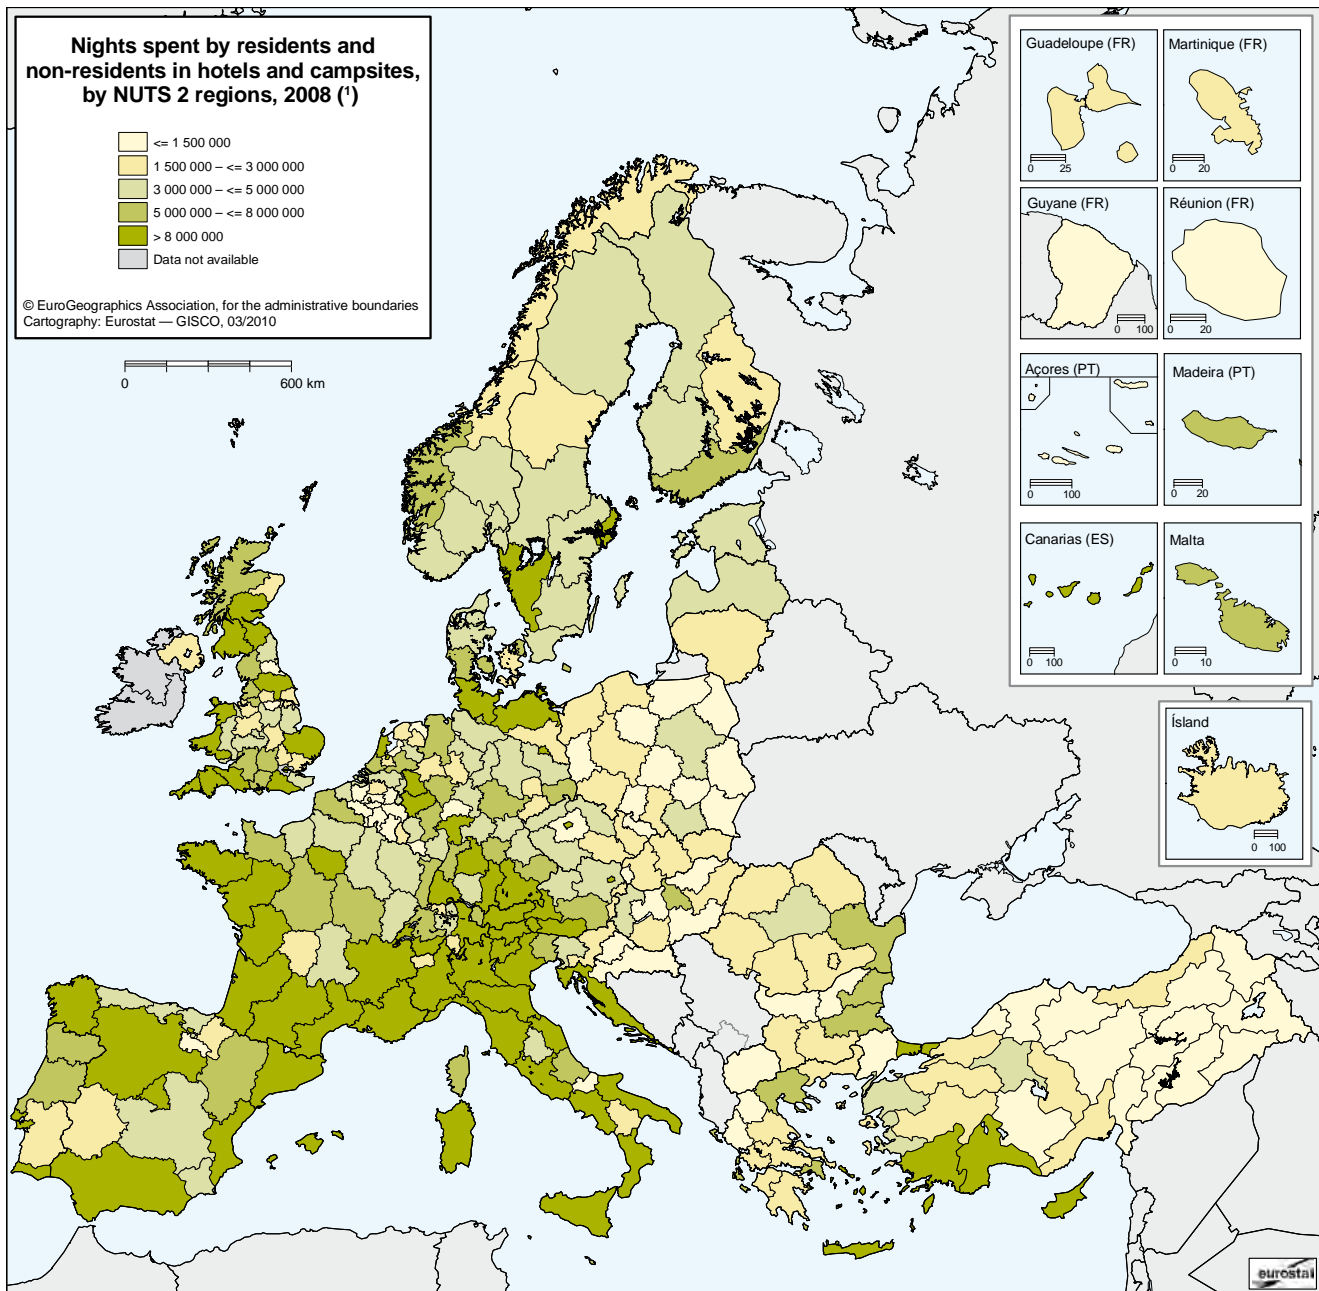 Nights spent by residents and
non-residents in hotels and campsites,
by NUTS 2 regions, 2008 (¹)
<= 1 500 000
1 500 000 – <= 3 000 000
3 000 000 – <= 5 000 000
5 000 000 – <= 8 000 000
> 8 000 000
Data not available
© EuroGeographics Association, for the administrative boundaries
Cartography: Eurostat — GISCO, 03/2010
0 600 km
Guadeloupe (FR)
0 25
Martinique (FR)
0 20
Guyane (FR)
0 100
Réunion (FR)
0 20
Açores (PT)
0 100
Madeira (PT)
0 20
Canarias (ES)
0 100
Malta
0 10
Ísland
0 100
eurostat